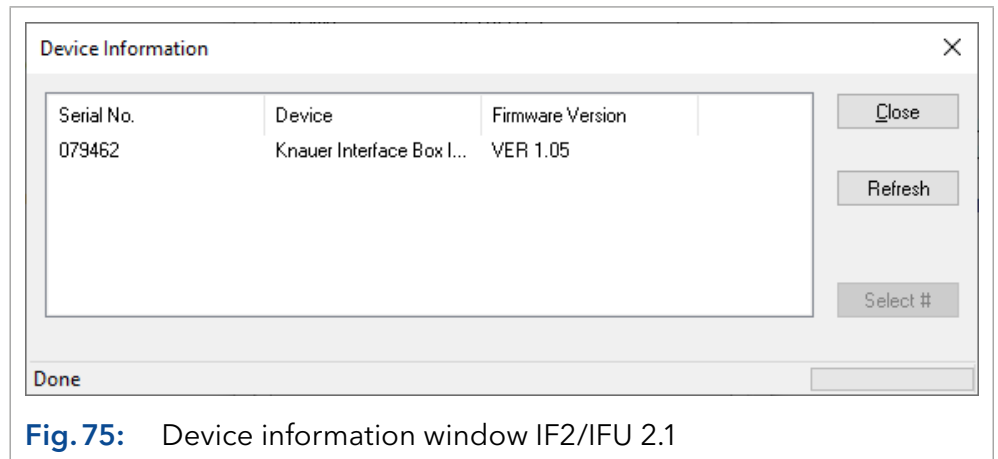 Device Information
Close
Serial No. Device Firmware Version
079462 Knauer Interface Box I... VER 1.05
Refresh
Select #
Done
Fig. 75: Device information window IF2/IFU 2.1